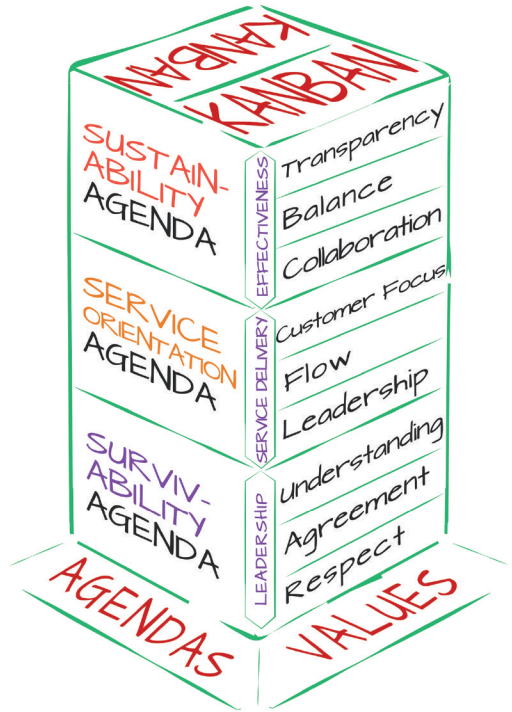 KANBAN
KANBAN
SUSTAIN-
ABILITY
AGENDA
EFFECTIVENESS
Transparency
Balance
Collaboration
SERVICE
ORIENTATION
AGENDA
SERVICE DELIVERY
Customer Focus
Flow
Leadership
SURVIV-
ABILITY
AGENDA
LEADERSHIP
understanding
Agreement
Respect
AGENDAS
VALUES